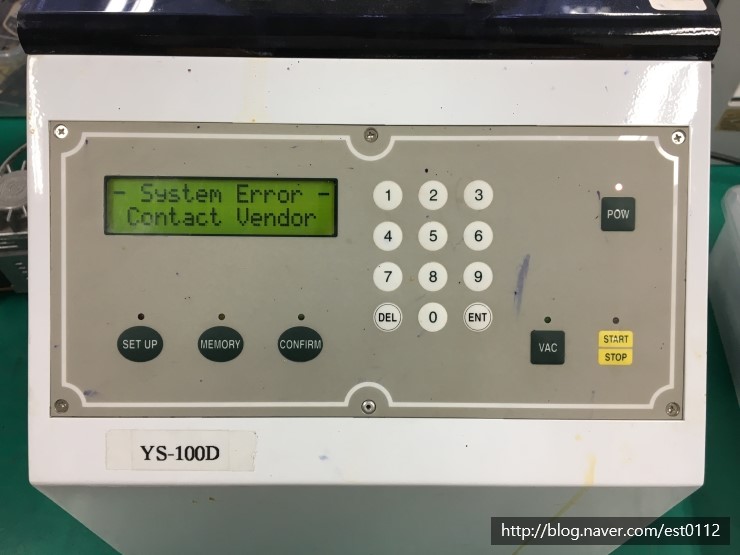 - System Error -
Contact Vendor
1 2 3
4 5 6
7 8 9
DEL 0 ENT
POW
SET UP MEMORY CONFIRM
VAC
START
STOP
YS-100D
http://blog.naver.com/est0112